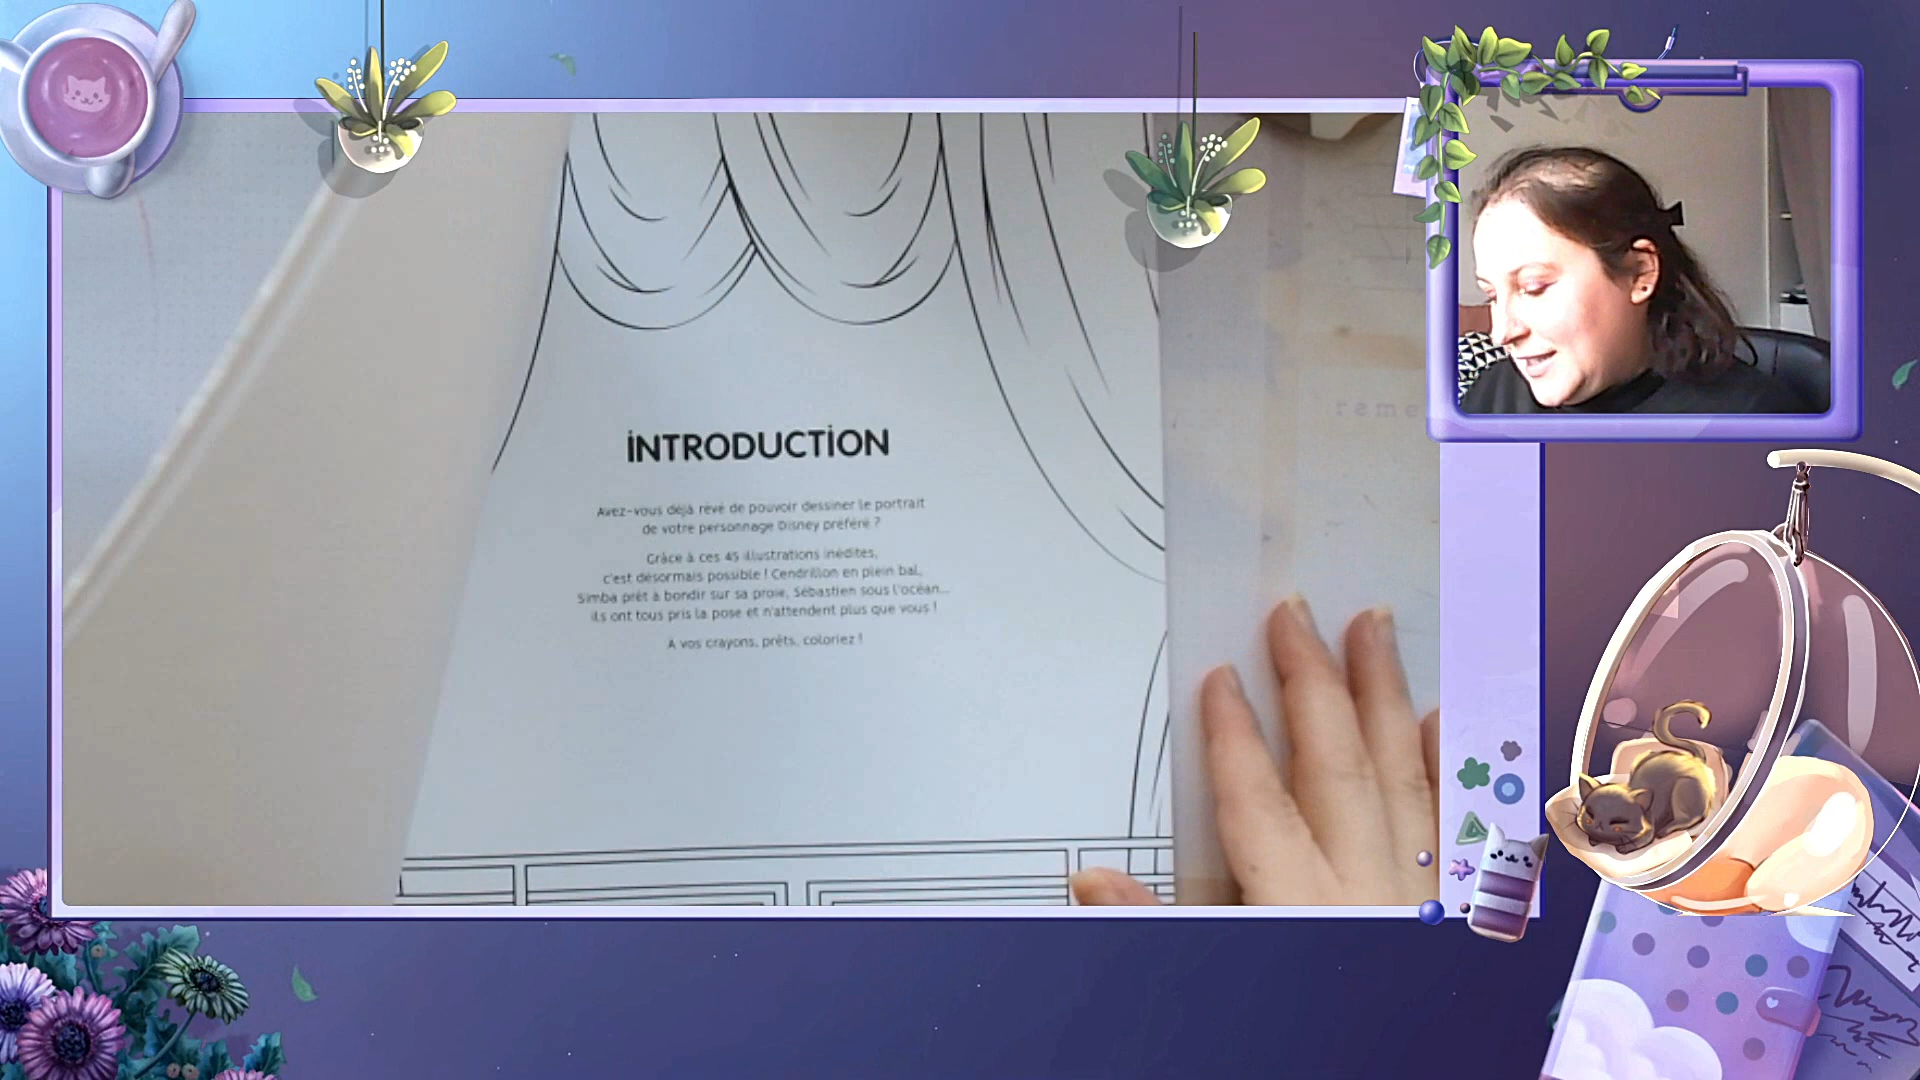 INTRODUCTION
Avez-vous déjà rêvé de pouvoir dessiner le portrait
de votre personnage Disney préféré ?
Grâce à ces 45 illustrations inédites,
c'est désormais possible ! Cendrillon en plein bal,
Simba prêt à bondir sur sa proie, Sébastien sous l'océan...
ils ont tous pris la pose et n'attendent plus que vous !
À vos crayons, prêts, coloriez !
reme